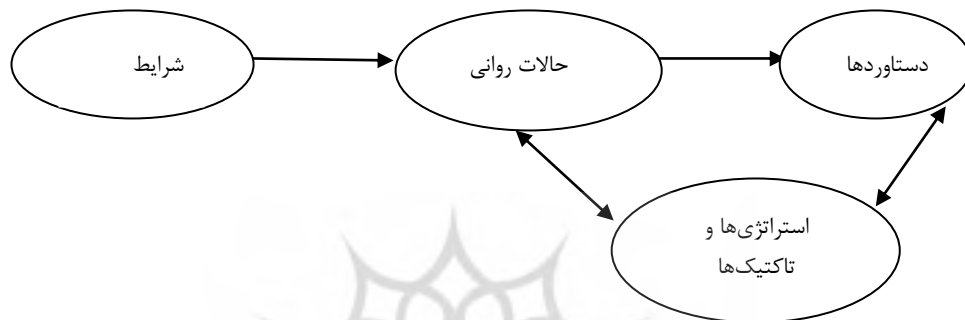 شرایط
حالات روانی
دستاوردها
استراتژی‌ها و
تاکتیک‌ها